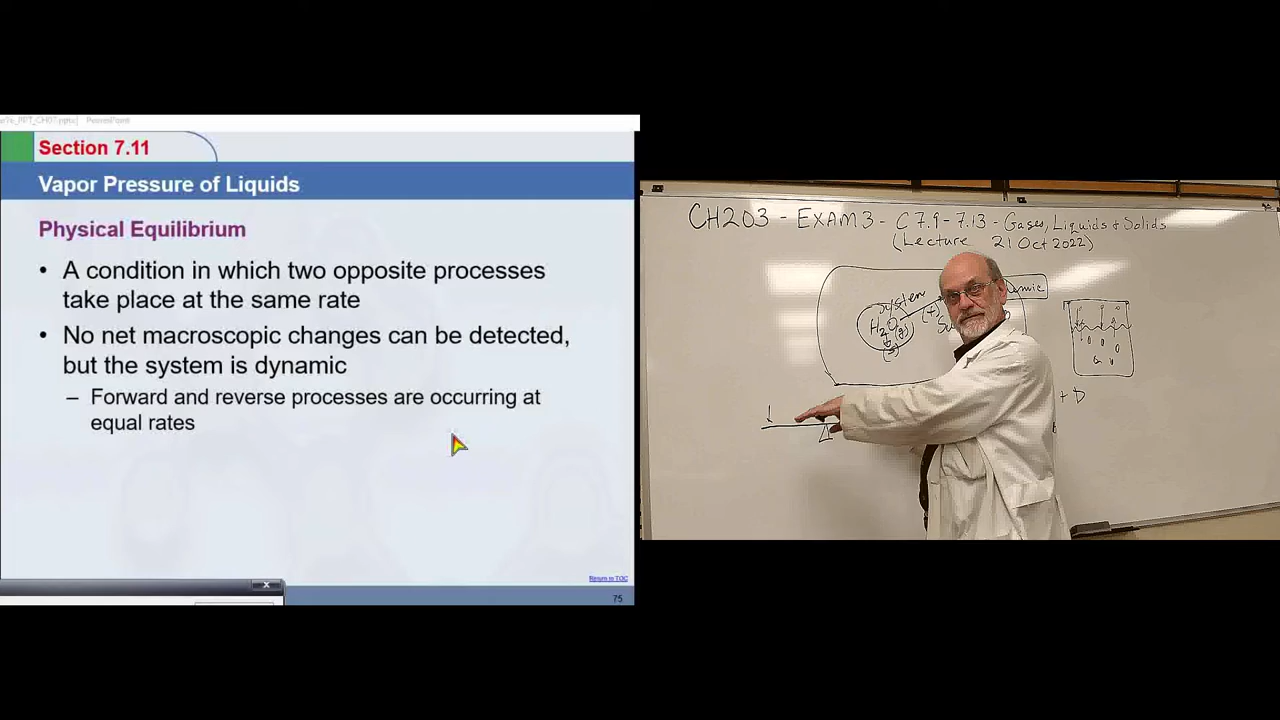 Section 7.11
Vapor Pressure of Liquids
Physical Equilibrium
• A condition in which two opposite processes
take place at the same rate
• No net macroscopic changes can be detected,
but the system is dynamic
– Forward and reverse processes are occurring at
equal rates
Return to TOC
75
CH203 - EXAM 3 - C 7.9 - 7.13 - Gases, Liquids & Solids
(Lecture 21 Oct 2022)
System
H2O
(g)
(s)
(+)
+ D